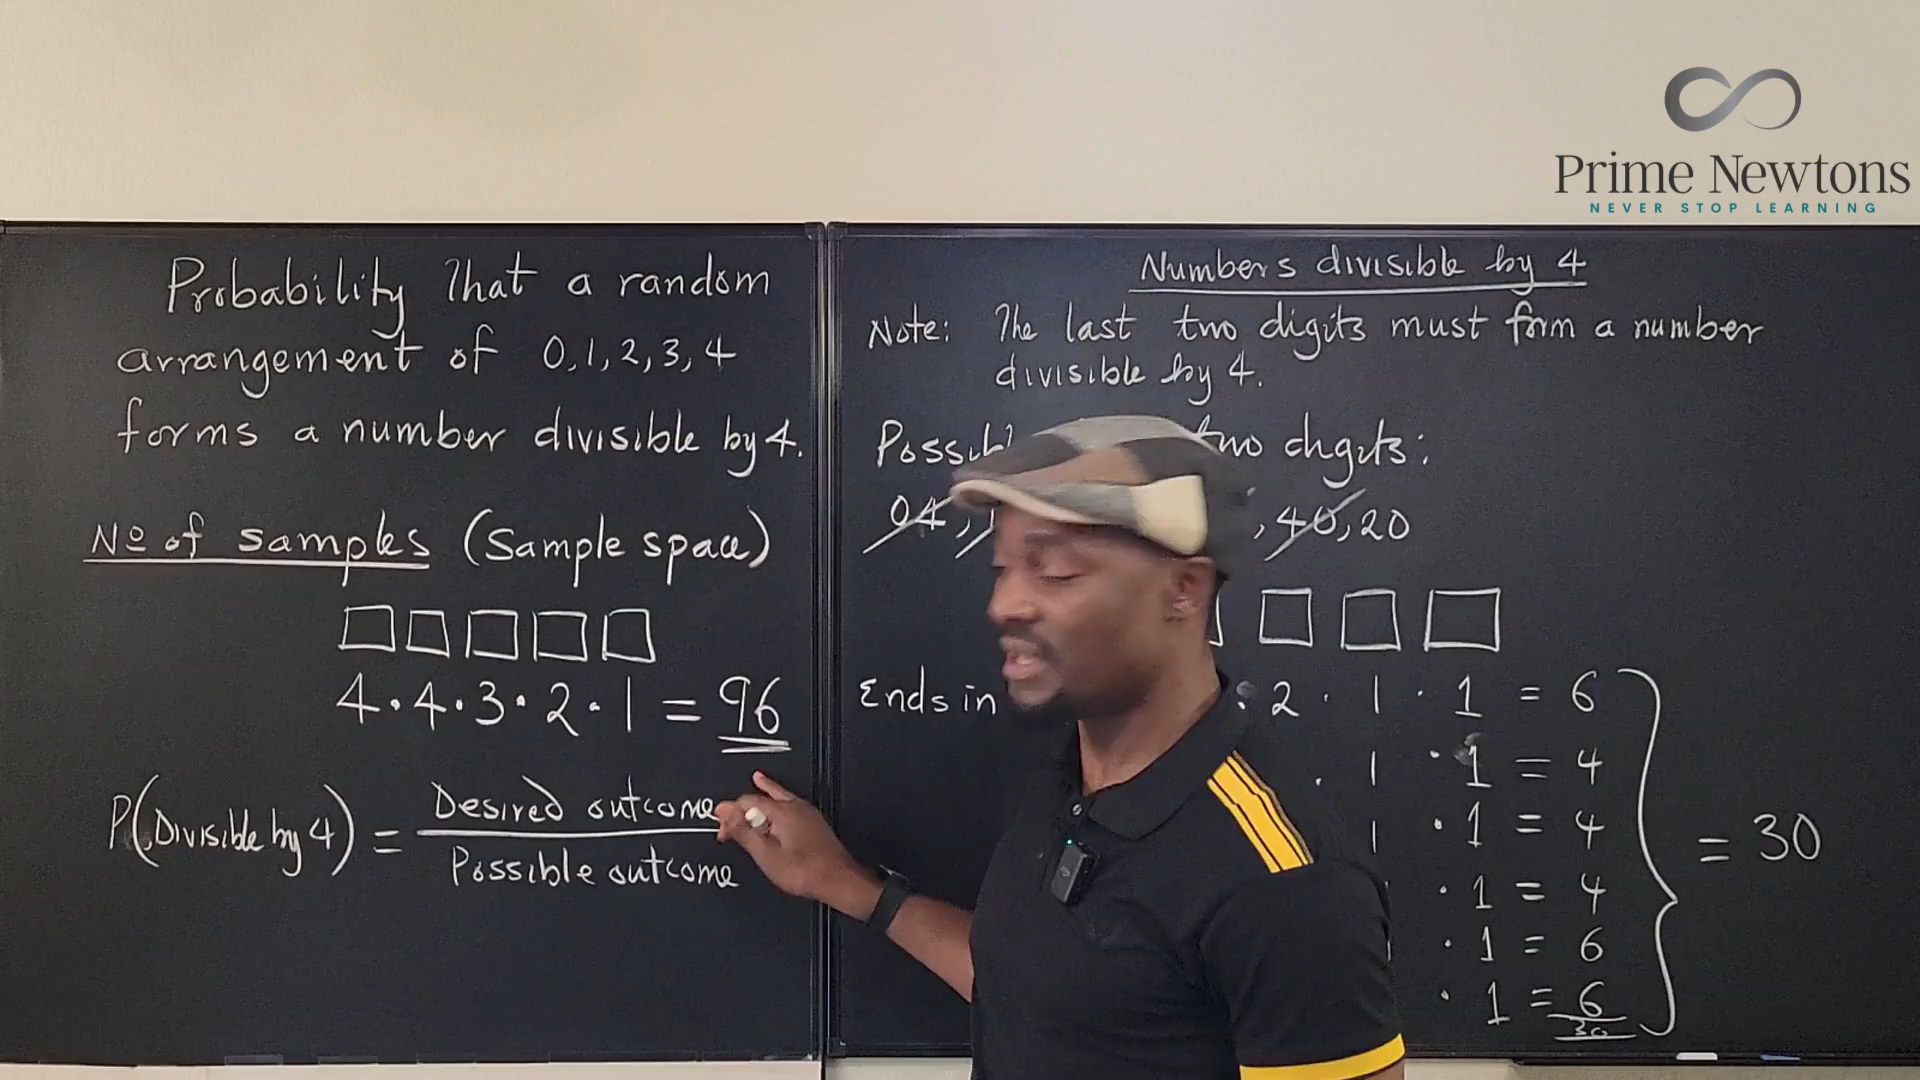 Prime Newtons
NEVER STOP LEARNING
Probability That a random
arrangement of 0,1,2,3,4
forms a number divisible by 4.
No of samples (Sample space)
4·4·3·2·1 = 96
P(Divisible by 4) = Desired outcome
Possible outcome
Numbers divisible by 4
Note: The last two digits must form a number
divisible by 4.
two digits:
04, , 40, 20
Ends in · 2 · 1 · 1 = 6
· 1 · 1 = 4
1 · 1 = 4
· 1 = 4
· 1 = 6
· 1 = 6
30
= 30